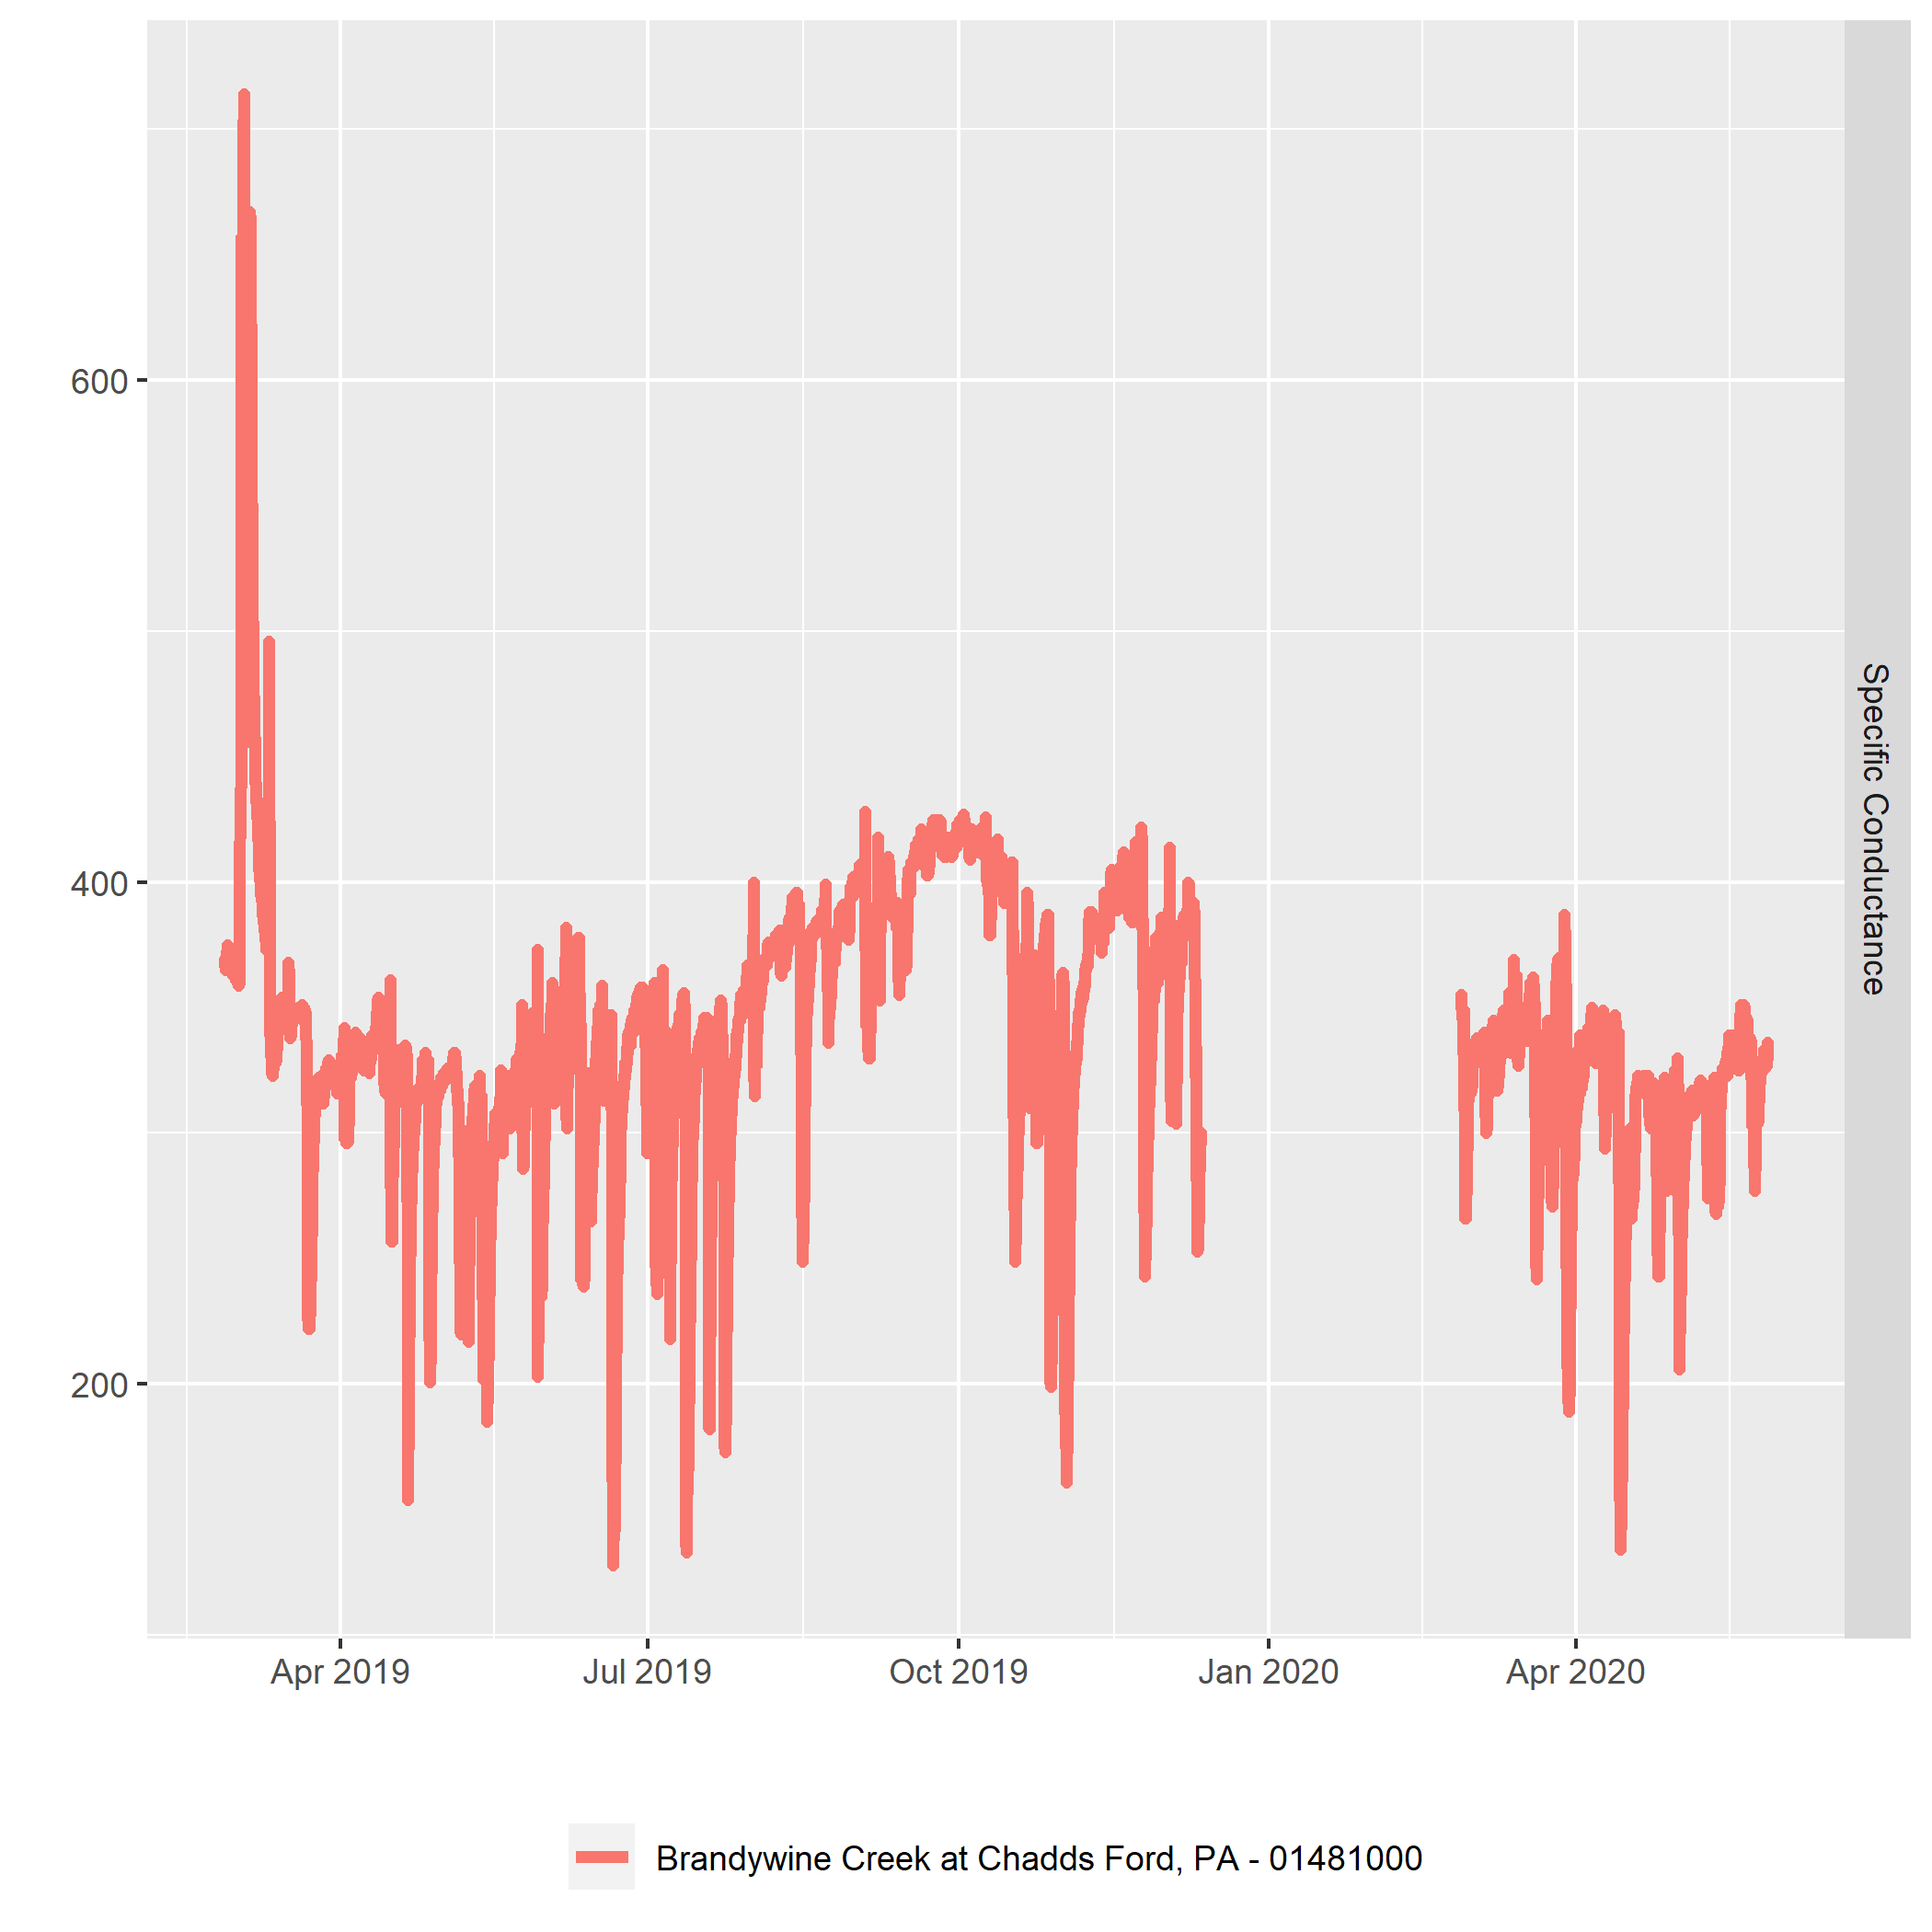 600
400
200
Specific Conductance
Apr 2019 Jul 2019 Oct 2019 Jan 2020 Apr 2020
Brandywine Creek at Chadds Ford, PA - 01481000